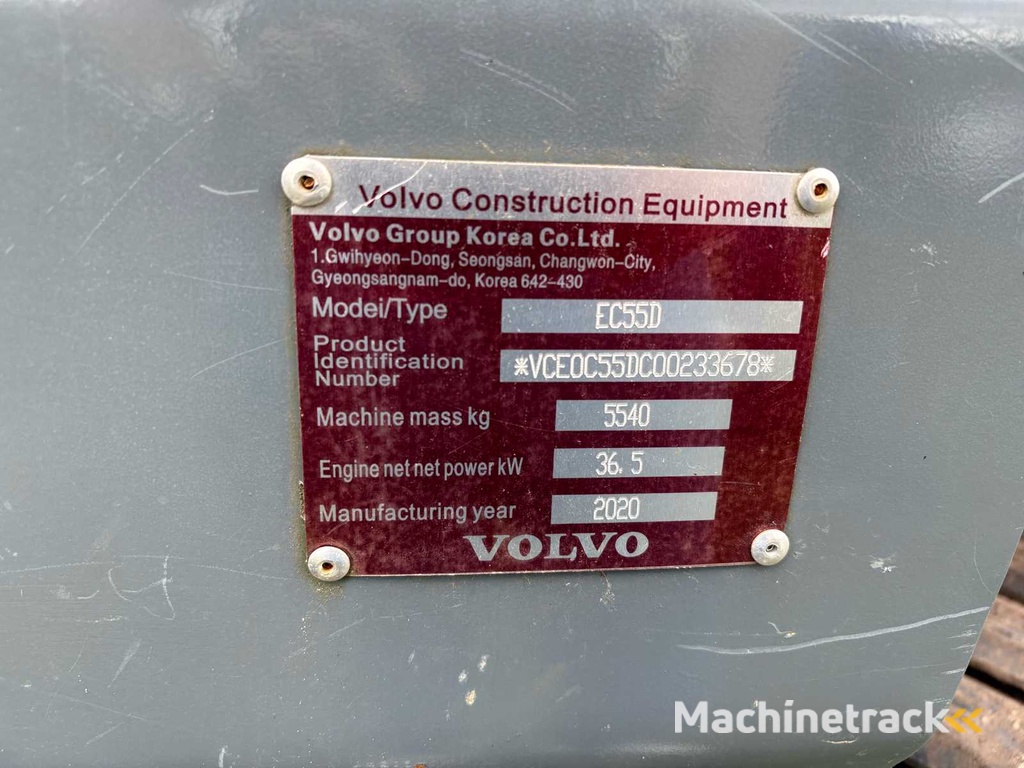 Volvo Construction Equipment
Volvo Group Korea Co.Ltd.
1.Gwihyeon-Dong, Seongsan, Changwon-City,
Gyeongsangnam-do, Korea 642-430
Modei/Type EC55D
Product
Identification
Number *VCE0C55DC00233678*
Machine mass kg 5540
Engine net net power kW 36.5
Manufacturing year 2020
VOLVO
Machinetrack